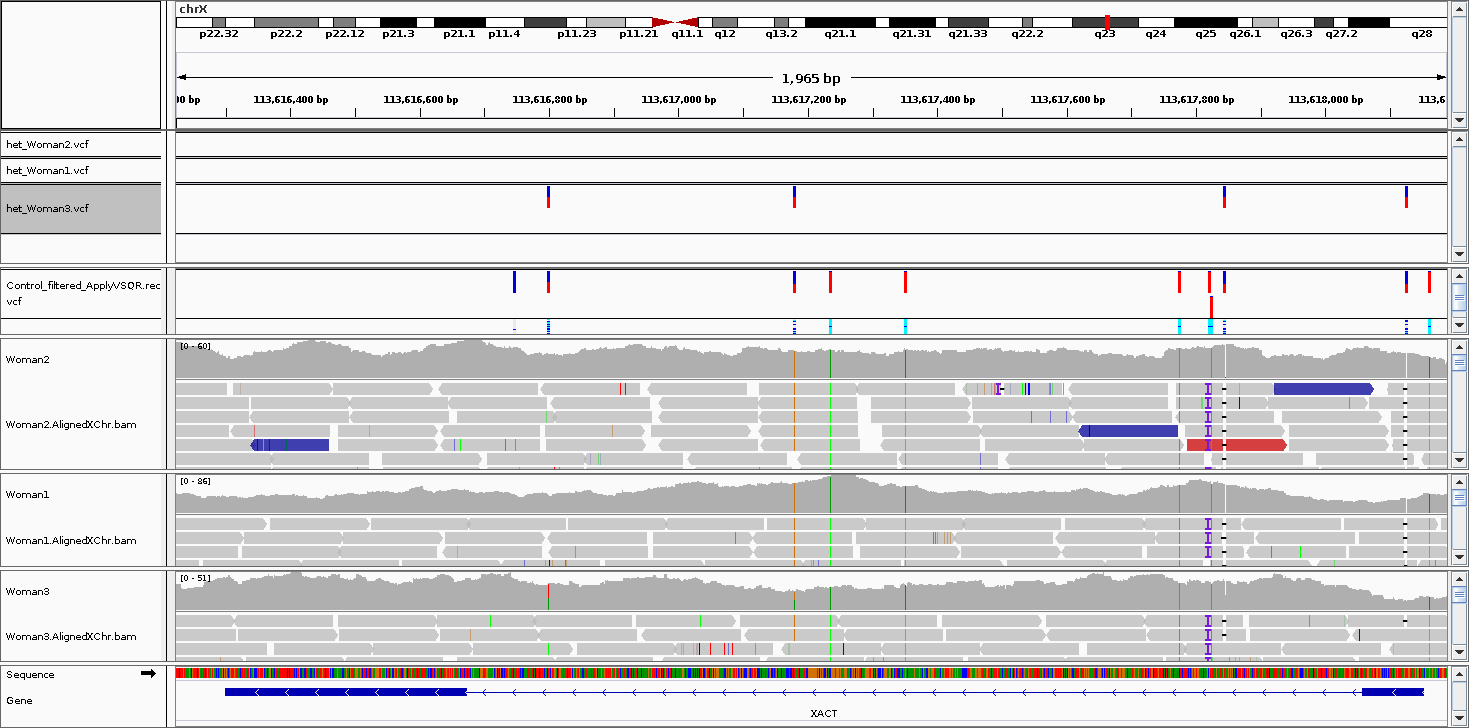 chrX
p22.32 p22.2 p22.12 p21.3 p21.1 p11.4 p11.23 p11.21 q11.1 q12 q13.2 q21.1 q21.31 q21.33 q22.2 q23 q24 q25 q26.1 q26.3 q27.2 q28
1,965 bp
00 bp 113,616,400 bp 113,616,600 bp 113,616,800 bp 113,617,000 bp 113,617,200 bp 113,617,400 bp 113,617,600 bp 113,617,800 bp 113,618,000 bp 113,6
het_Woman2.vcf
het_Woman1.vcf
het_Woman3.vcf
Control_filtered_ApplyVSQR.rec
vcf
[0 - 60]
Woman2
Woman2.AlignedXChr.bam
[0 - 86]
Woman1
Woman1.AlignedXChr.bam
[0 - 51]
Woman3
Woman3.AlignedXChr.bam
Sequence
Gene
XACT